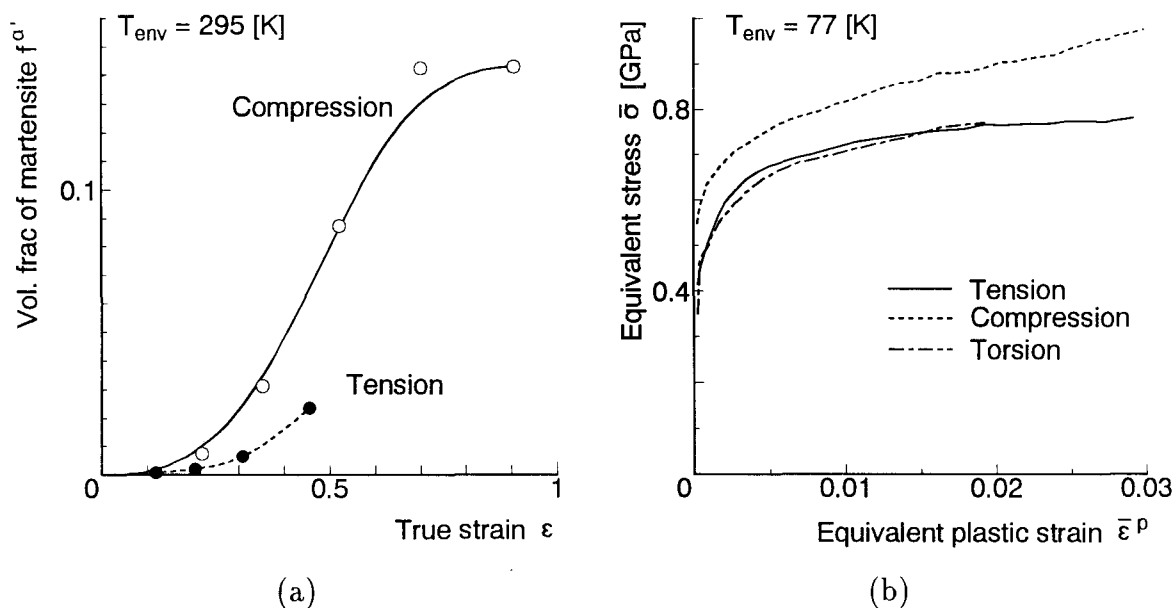 T_env = 295 [K]
Compression
Tension
Vol. frac of martensite f^α'
0.1
0
0.5
1
True strain ε
(a)
T_env = 77 [K]
Equivalent stress σ̄ [GPa]
0.8
0.4
Tension
Compression
Torsion
0
0.01
0.02
0.03
Equivalent plastic strain ε̄^p
(b)